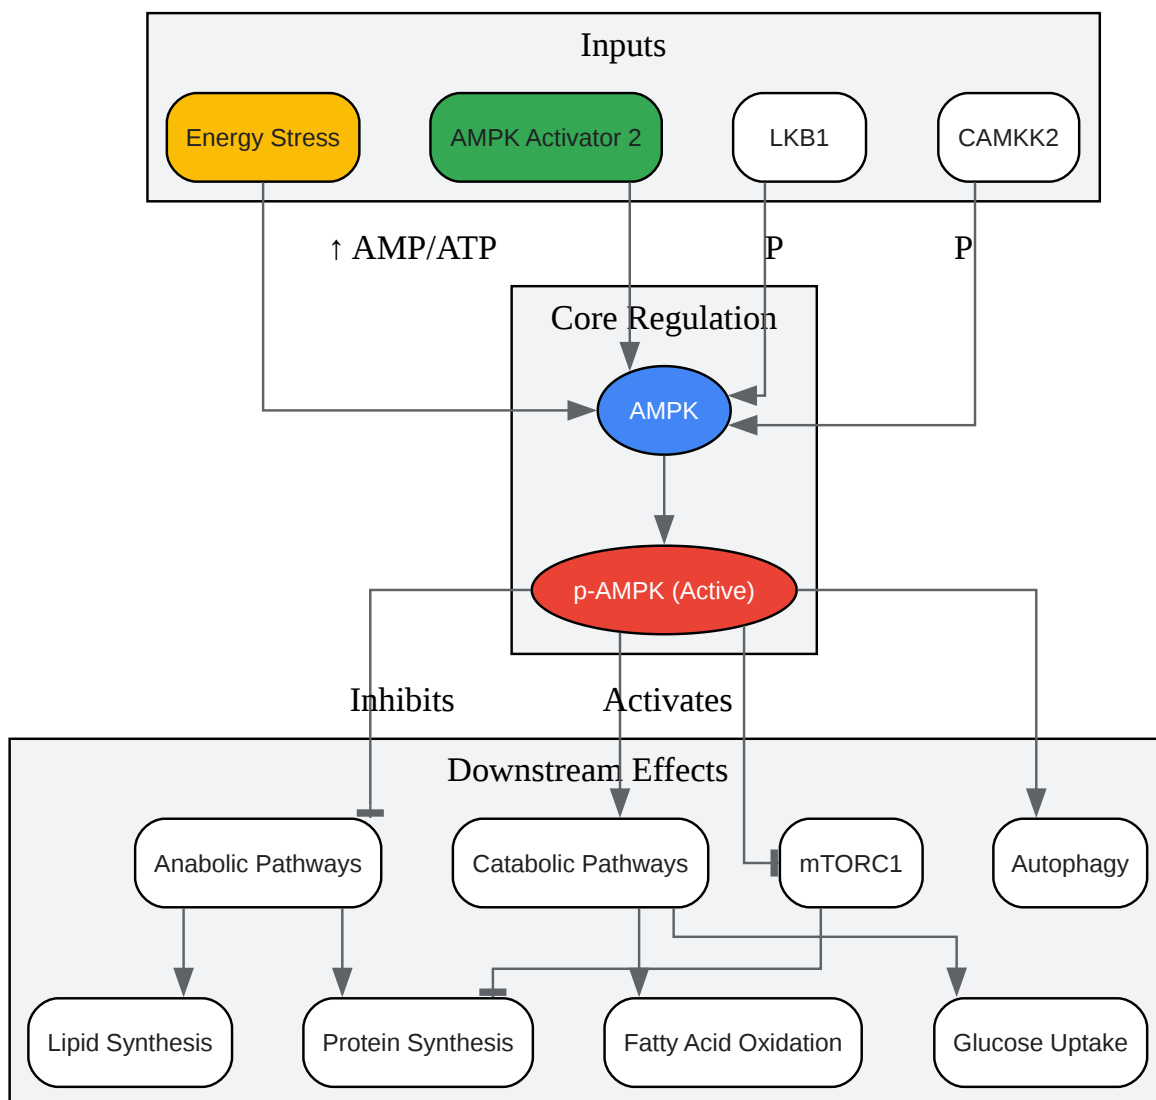 Inputs
Energy Stress
AMPK Activator 2
LKB1
CAMKK2
↑ AMP/ATP
P
P
Core Regulation
AMPK
p-AMPK (Active)
Inhibits
Activates
Downstream Effects
Anabolic Pathways
Catabolic Pathways
mTORC1
Autophagy
Lipid Synthesis
Protein Synthesis
Fatty Acid Oxidation
Glucose Uptake